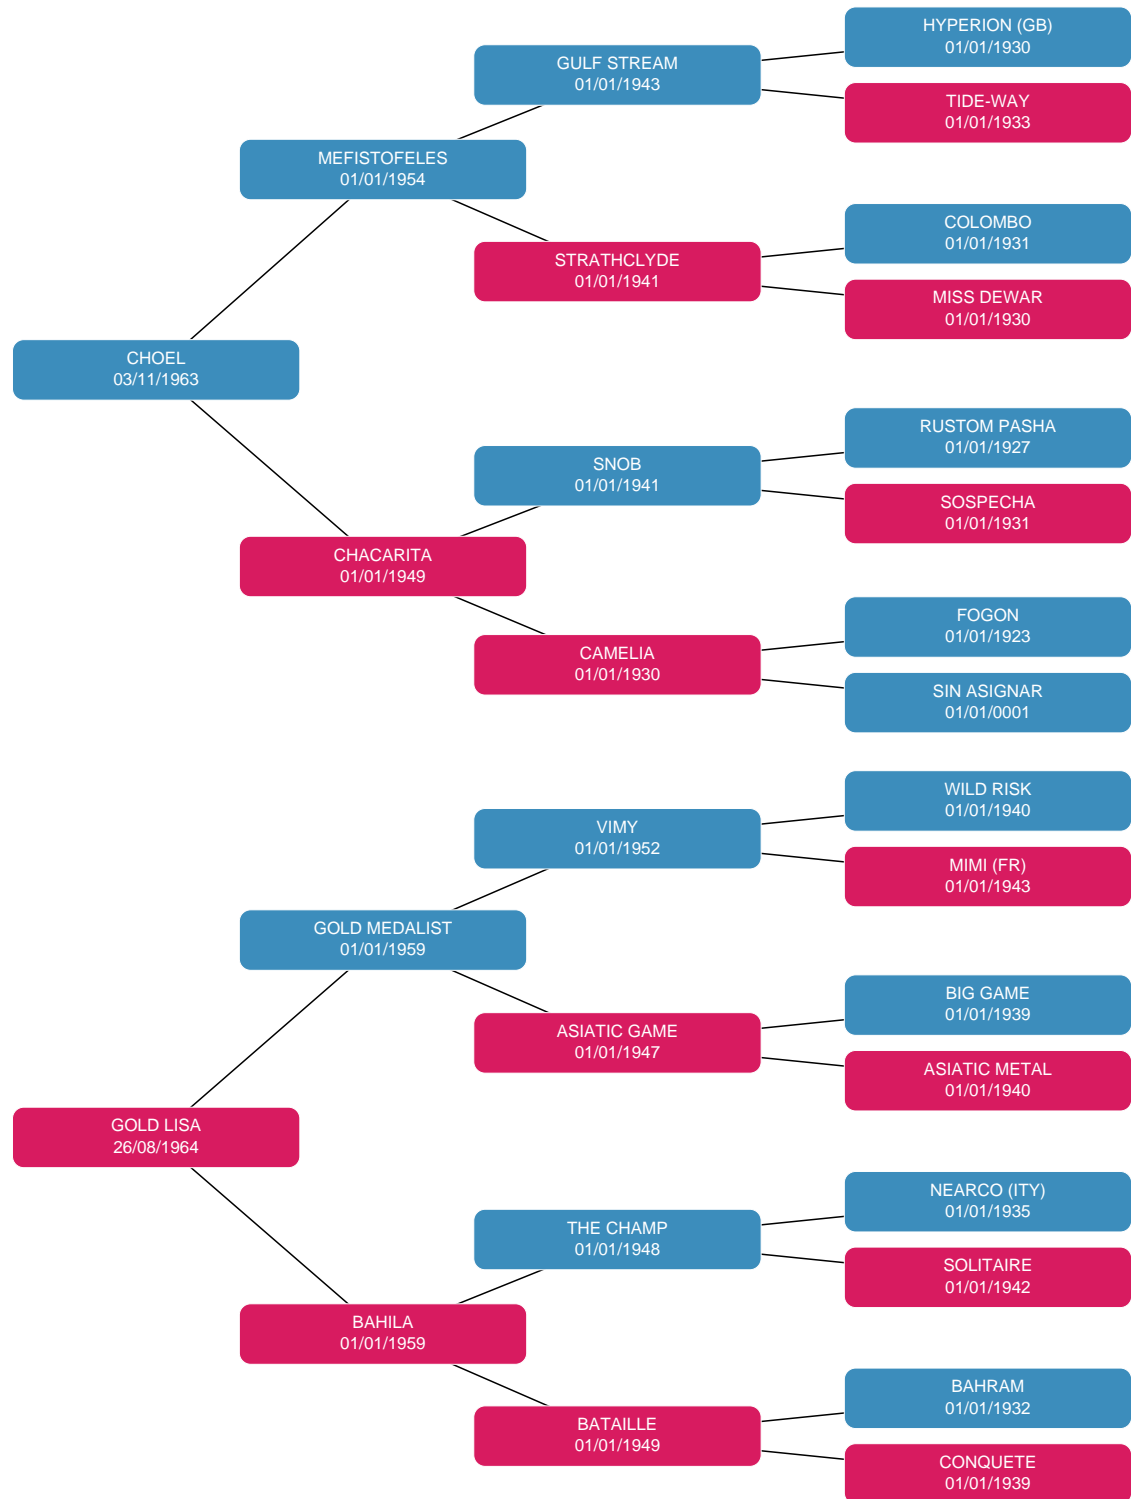 HYPERION (GB)
01/01/1930
GULF STREAM
01/01/1943
TIDE-WAY
01/01/1933
MEFISTOFELES
01/01/1954
COLOMBO
01/01/1931
STRATHCLYDE
01/01/1941
MISS DEWAR
01/01/1930
CHOEL
03/11/1963
RUSTOM PASHA
01/01/1927
SNOB
01/01/1941
SOSPECHA
01/01/1931
CHACARITA
01/01/1949
FOGON
01/01/1923
CAMELIA
01/01/1930
SIN ASIGNAR
01/01/0001
WILD RISK
01/01/1940
VIMY
01/01/1952
MIMI (FR)
01/01/1943
GOLD MEDALIST
01/01/1959
BIG GAME
01/01/1939
ASIATIC GAME
01/01/1947
ASIATIC METAL
01/01/1940
GOLD LISA
26/08/1964
NEARCO (ITY)
01/01/1935
THE CHAMP
01/01/1948
SOLITAIRE
01/01/1942
BAHILA
01/01/1959
BAHRAM
01/01/1932
BATAILLE
01/01/1949
CONQUETE
01/01/1939